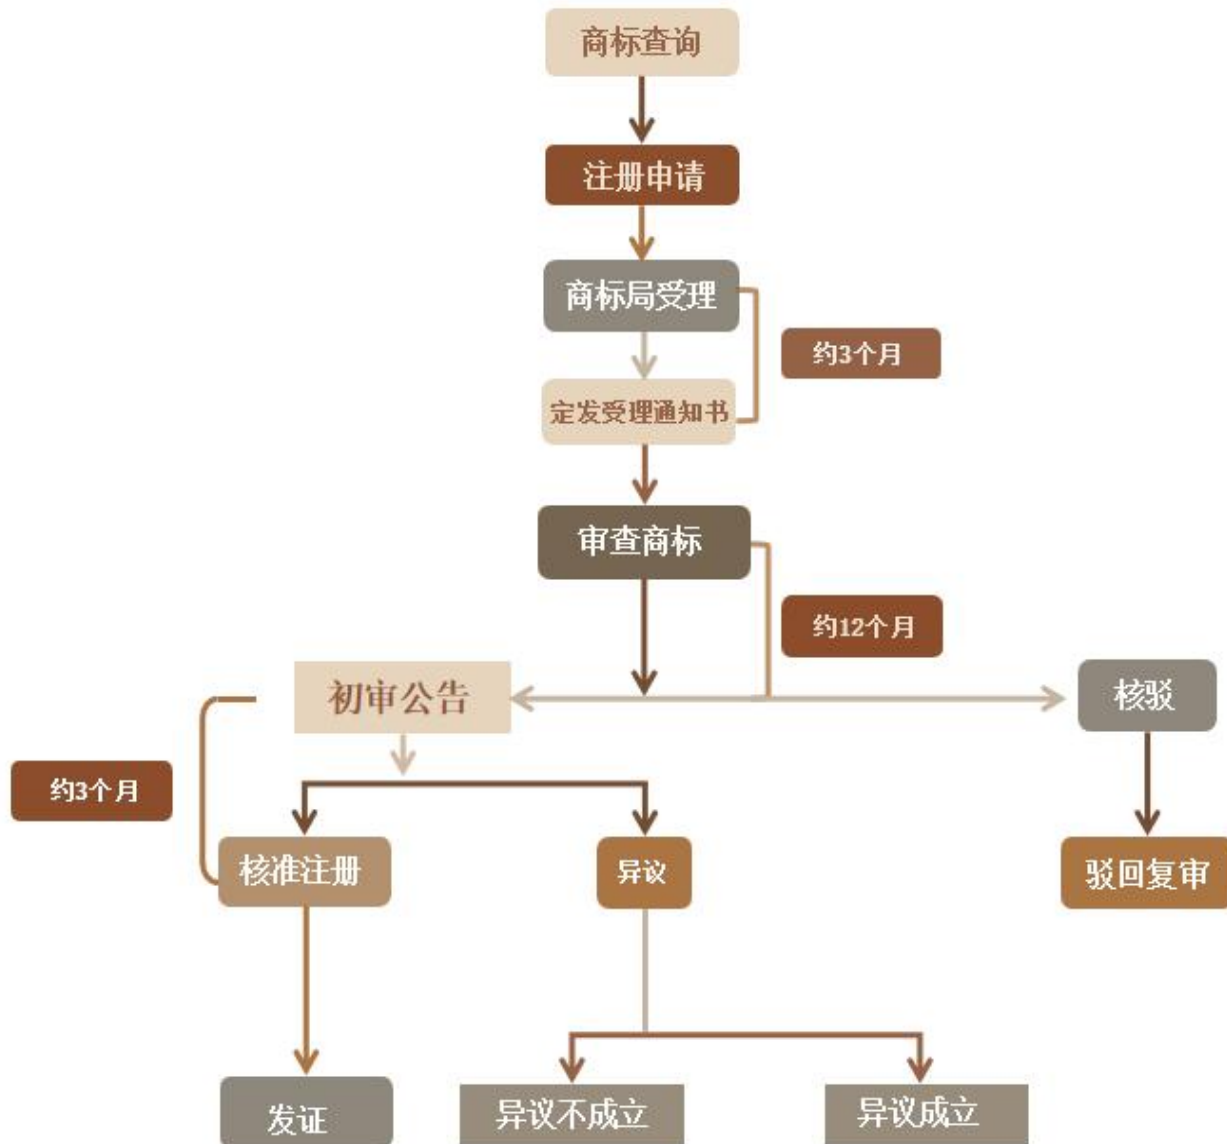 商标查询
注册申请
商标局受理
约3个月
定发受理通知书
审查商标
约12个月
初审公告
核驳
约3个月
核准注册
异议
驳回复审
发证
异议不成立
异议成立